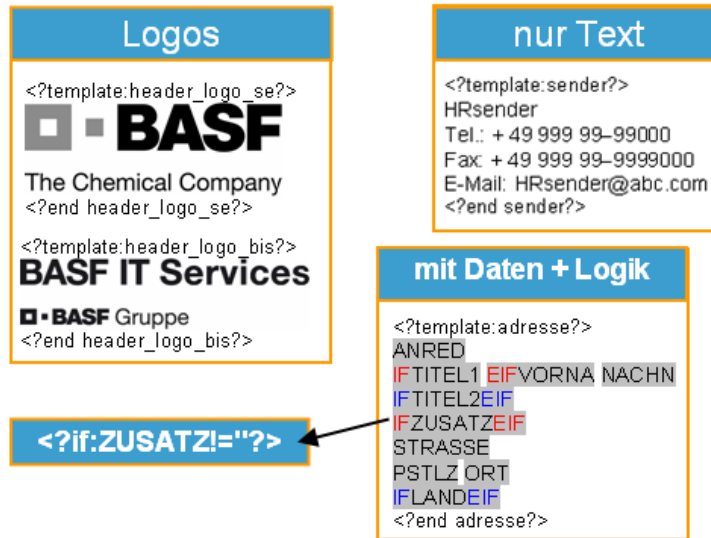 Logos
<?template:header_logo_se?>
BASF
The Chemical Company
<?end header_logo_se?>
<?template:header_logo_bis?>
BASF IT Services
BASF Gruppe
<?end header_logo_bis?>
nur Text
<?template:sender?>
HRsender
Tel.: + 49 999 99–99000
Fax: + 49 999 99–9999000
E-Mail: HRsender@abc.com
<?end sender?>
mit Daten + Logik
<?template:adresse?>
ANRED
IFTITEL1 EIFVORNA NACHN
IFTITEL2EIF
IFZUSATZEIF
STRASSE
PSTLZ ORT
IFLANDEIF
<?end adresse?>
<?if:ZUSATZ!=''?>